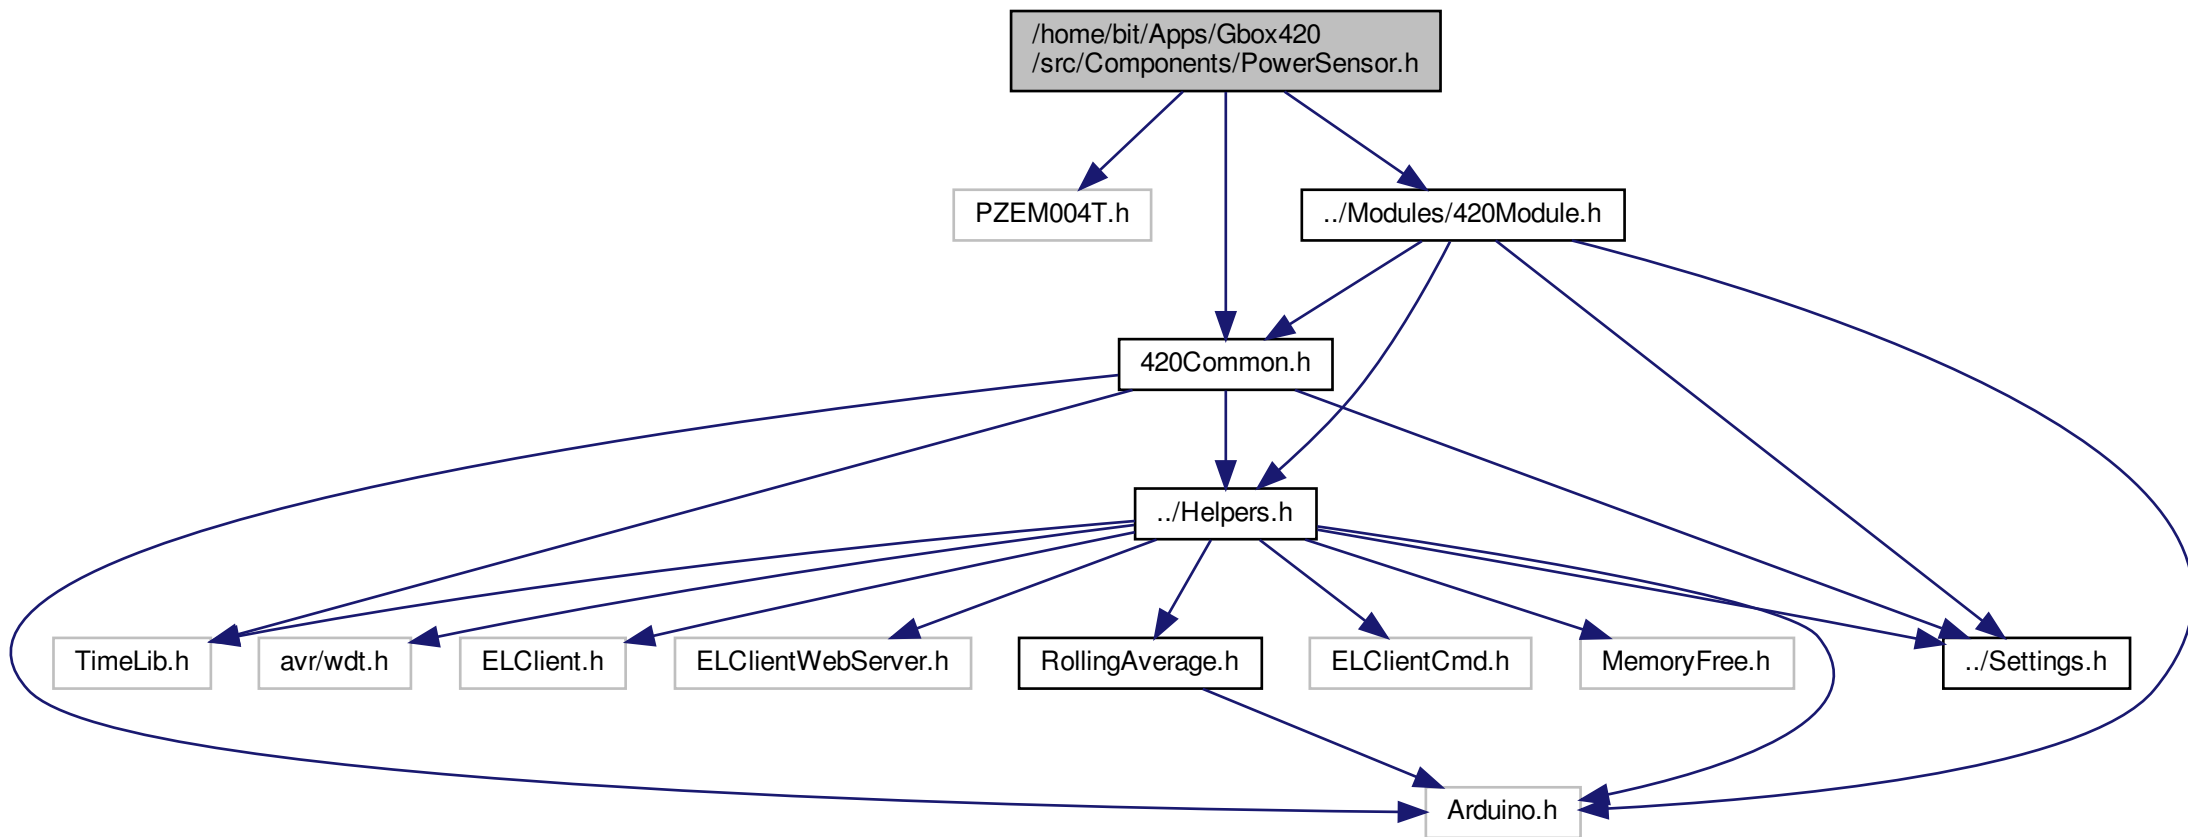 /home/bit/Apps/Gbox420
/src/Components/PowerSensor.h
PZEM004T.h
../Modules/420Module.h
420Common.h
../Helpers.h
TimeLib.h
avr/wdt.h
ELClient.h
ELClientWebServer.h
RollingAverage.h
ELClientCmd.h
MemoryFree.h
../Settings.h
Arduino.h